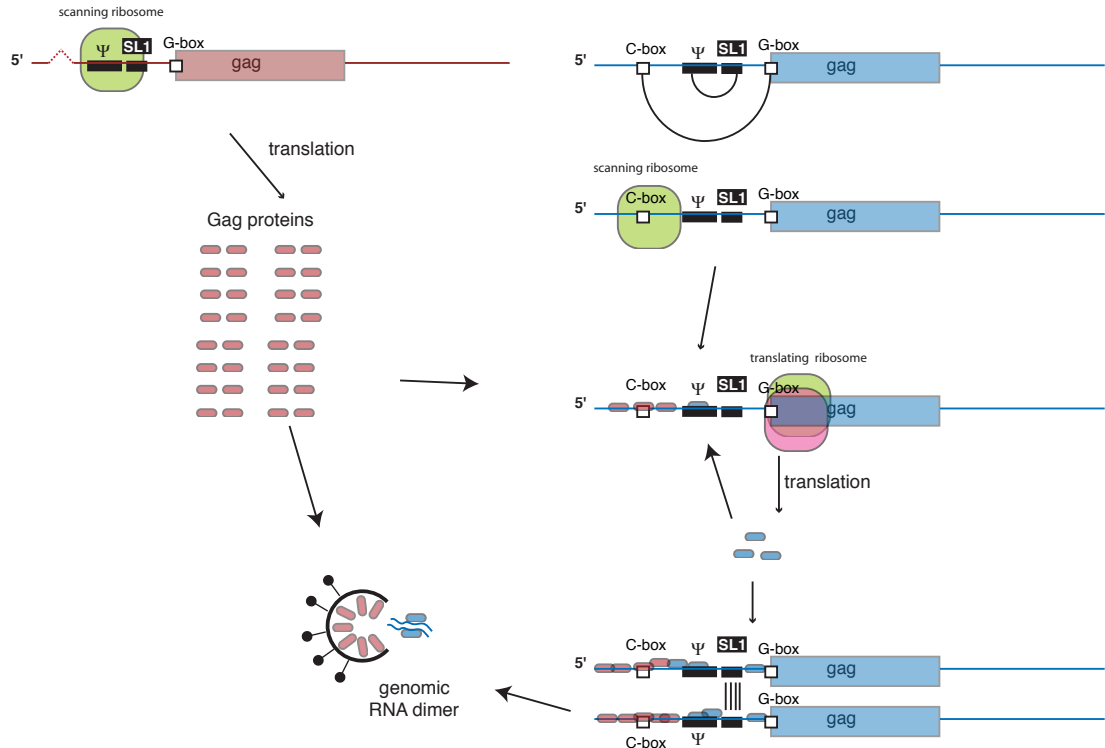 scanning ribosome
Ψ
SL1
G-box
5'
gag
translation
Gag proteins
C-box
Ψ
SL1
G-box
5'
gag
scanning ribosome
C-box
Ψ
SL1
G-box
5'
gag
translating ribosome
C-box
Ψ
SL1
G-box
5'
gag
translation
C-box
Ψ
SL1
G-box
5'
gag
G-box
5'
gag
C-box
Ψ
genomic
RNA dimer